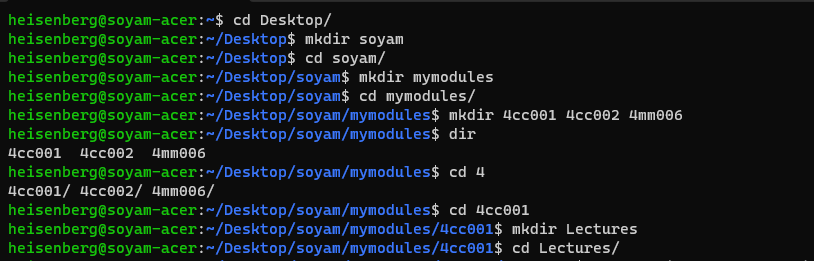 heisenberg@soyam-acer:~$ cd Desktop/
heisenberg@soyam-acer:~/Desktop$ mkdir soyam
heisenberg@soyam-acer:~/Desktop$ cd soyam/
heisenberg@soyam-acer:~/Desktop/soyam$ mkdir mymodules
heisenberg@soyam-acer:~/Desktop/soyam$ cd mymodules/
heisenberg@soyam-acer:~/Desktop/soyam/mymodules$ mkdir 4cc001 4cc002 4mm006
heisenberg@soyam-acer:~/Desktop/soyam/mymodules$ dir
4cc001  4cc002  4mm006
heisenberg@soyam-acer:~/Desktop/soyam/mymodules$ cd 4
4cc001/ 4cc002/ 4mm006/
heisenberg@soyam-acer:~/Desktop/soyam/mymodules$ cd 4cc001
heisenberg@soyam-acer:~/Desktop/soyam/mymodules/4cc001$ mkdir Lectures
heisenberg@soyam-acer:~/Desktop/soyam/mymodules/4cc001$ cd Lectures/